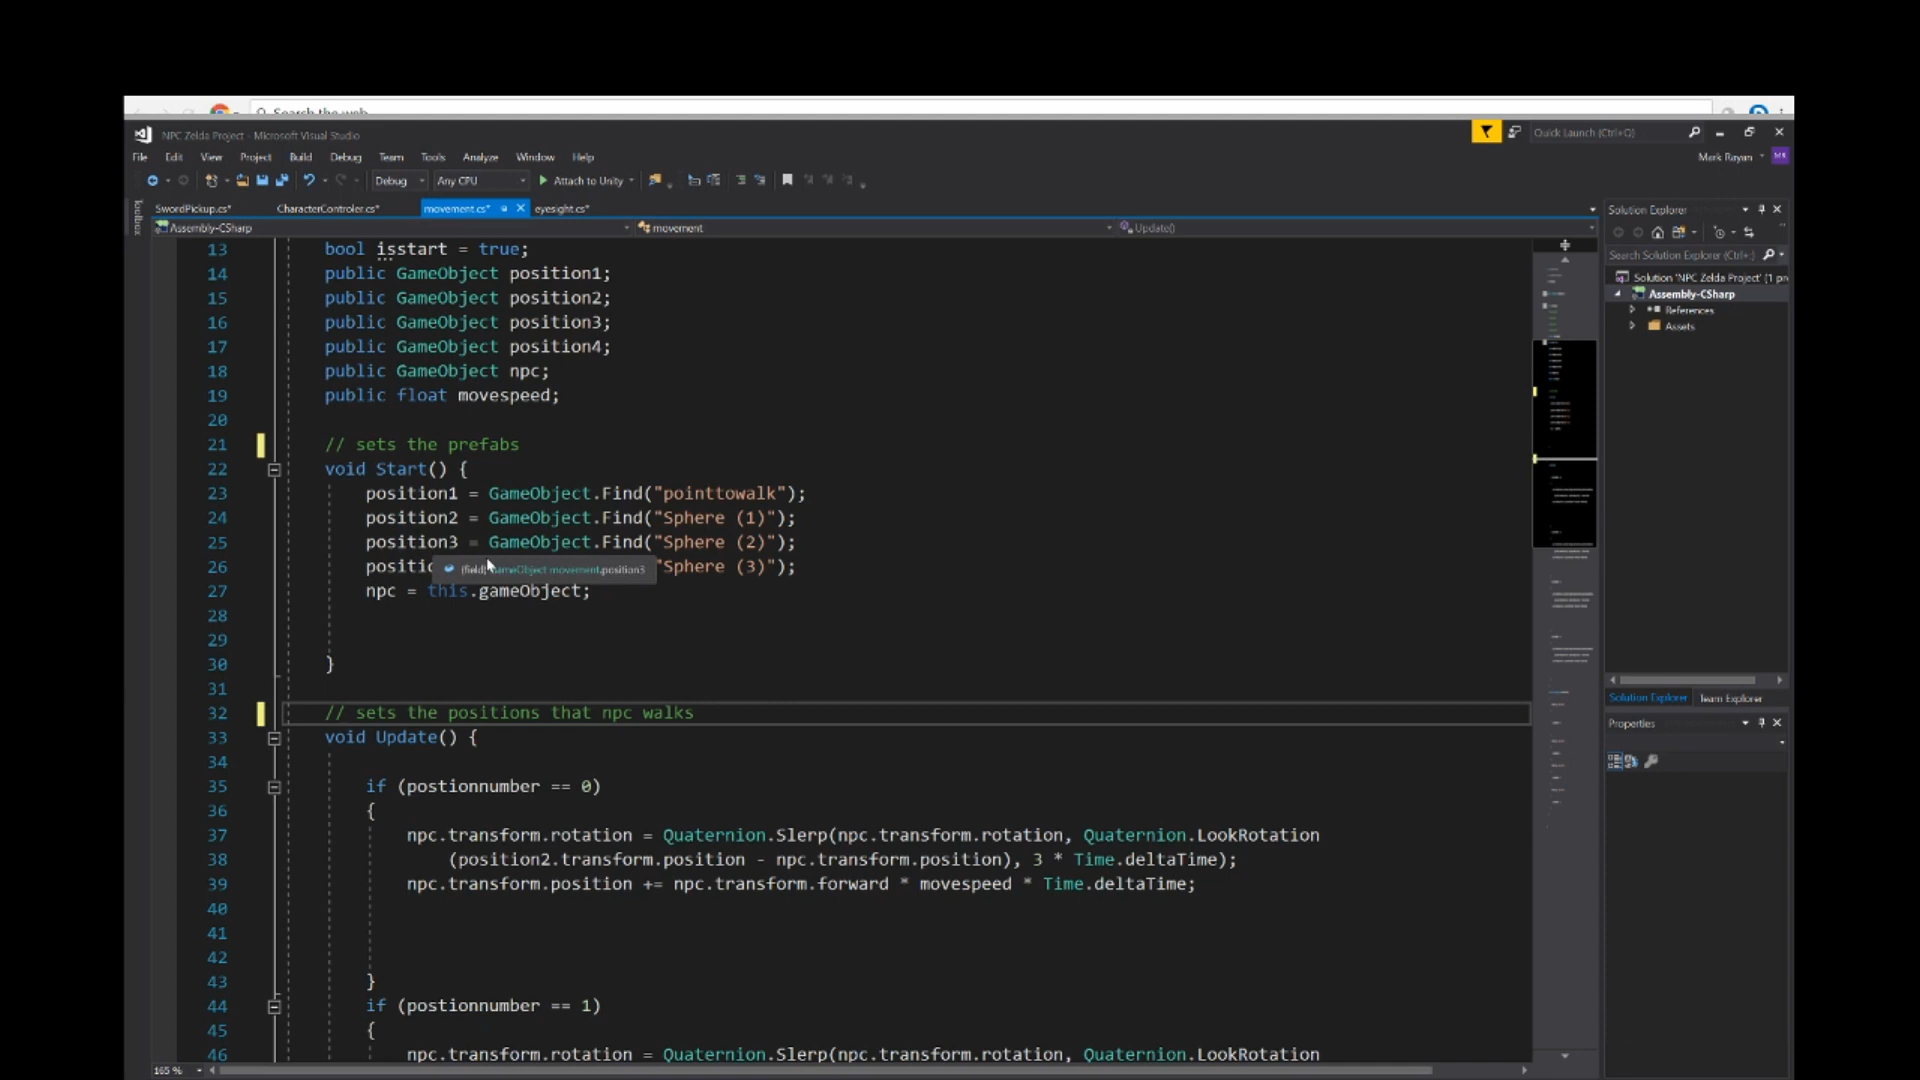 Search the web
NPC Zelda Project - Microsoft Visual Studio
Quick Launch (Ctrl+Q)
File Edit View Project Build Debug Team Tools Analyze Window Help
Mark Rayan
MR
Debug Any CPU Attach to Unity
Toolbox
SwordPickup.cs* CharacterControler.cs* movement.cs* eyesight.cs*
Assembly-CSharp movement Update()
13 bool isstart = true;
14 public GameObject position1;
15 public GameObject position2;
16 public GameObject position3;
17 public GameObject position4;
18 public GameObject npc;
19 public float movespeed;
20
21 // sets the prefabs
22 void Start() {
23 position1 = GameObject.Find("pointtowalk");
24 position2 = GameObject.Find("Sphere (1)");
25 position3 = GameObject.Find("Sphere (2)");
26 positio "Sphere (3)");
(field) GameObject movement.position3
27 npc = this.gameObject;
28
29
30 }
31
32 // sets the positions that npc walks
33 void Update() {
34
35 if (postionnumber == 0)
36 {
37 npc.transform.rotation = Quaternion.Slerp(npc.transform.rotation, Quaternion.LookRotation
38 (position2.transform.position - npc.transform.position), 3 * Time.deltaTime);
39 npc.transform.position += npc.transform.forward * movespeed * Time.deltaTime;
40
41
42
43 }
44 if (postionnumber == 1)
45 {
46 npc.transform.rotation = Quaternion.Slerp(npc.transform.rotation, Quaternion.LookRotation
165 %
Solution Explorer
Search Solution Explorer (Ctrl+;)
Solution 'NPC Zelda Project' (1 pr
Assembly-CSharp
References
Assets
Solution Explorer Team Explorer
Properties